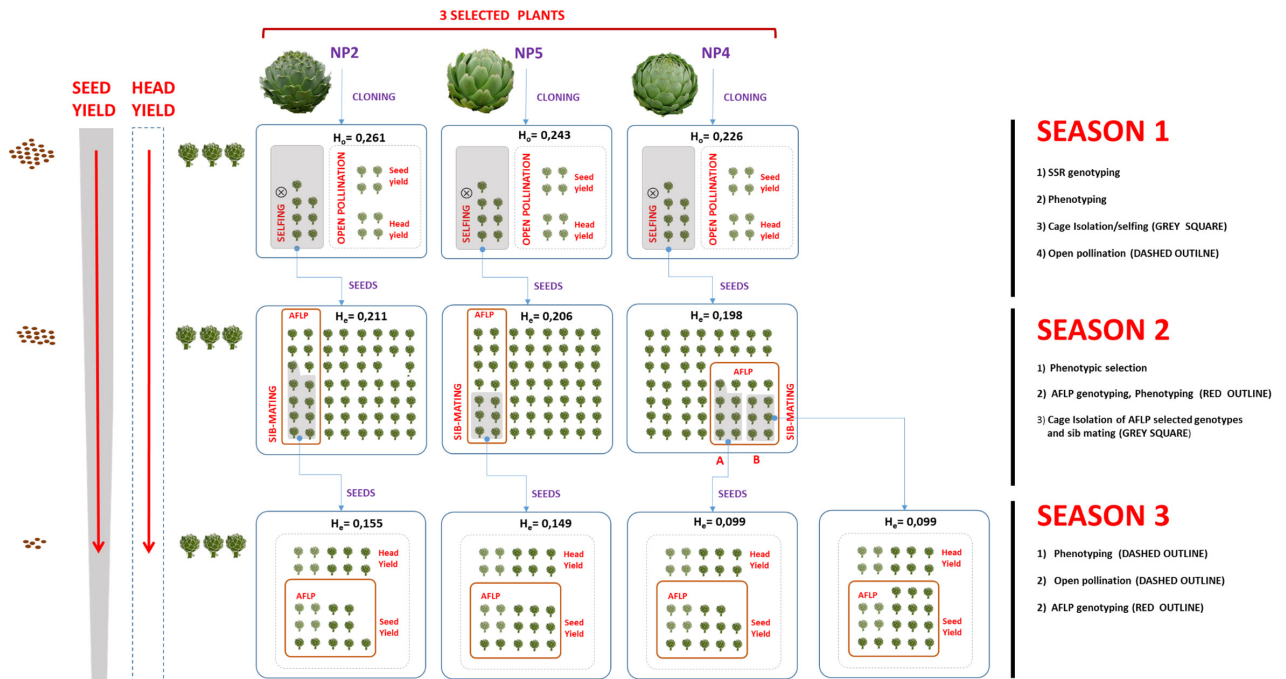 3 SELECTED PLANTS
NP2
NP5
NP4
SEED
YIELD
HEAD
YIELD
CLONING
CLONING
CLONING
Ho= 0,261
SELFING
OPEN POLLINATION
Seed
yield
Head
yield
Ho= 0,243
SELFING
OPEN POLLINATION
Seed
yield
Head
yield
Ho= 0,226
SELFING
OPEN POLLINATION
Seed
yield
Head
yield
SEASON 1
1) SSR genotyping
2) Phenotyping
3) Cage Isolation/selfing (GREY SQUARE)
4) Open pollination (DASHED OUTILNE)
SEEDS
SEEDS
SEEDS
AFLP
He= 0,211
SIB-MATING
AFLP
He= 0,206
SIB-MATING
He= 0,198
AFLP
SIB-MATING
A
B
SEASON 2
1) Phenotypic selection
2) AFLP genotyping, Phenotyping (RED OUTLINE)
3) Cage Isolation of AFLP selected genotypes
and sib mating (GREY SQUARE)
SEEDS
SEEDS
SEEDS
He= 0,155
Head
Yield
AFLP
Seed
Yield
He= 0,149
Head
Yield
AFLP
Seed
Yield
He= 0,099
Head
Yield
AFLP
Seed
Yield
He= 0,099
Head
Yield
AFLP
Seed
Yield
SEASON 3
1) Phenotyping (DASHED OUTLINE)
2) Open pollination (DASHED OUTLINE)
2) AFLP genotyping (RED OUTLINE)